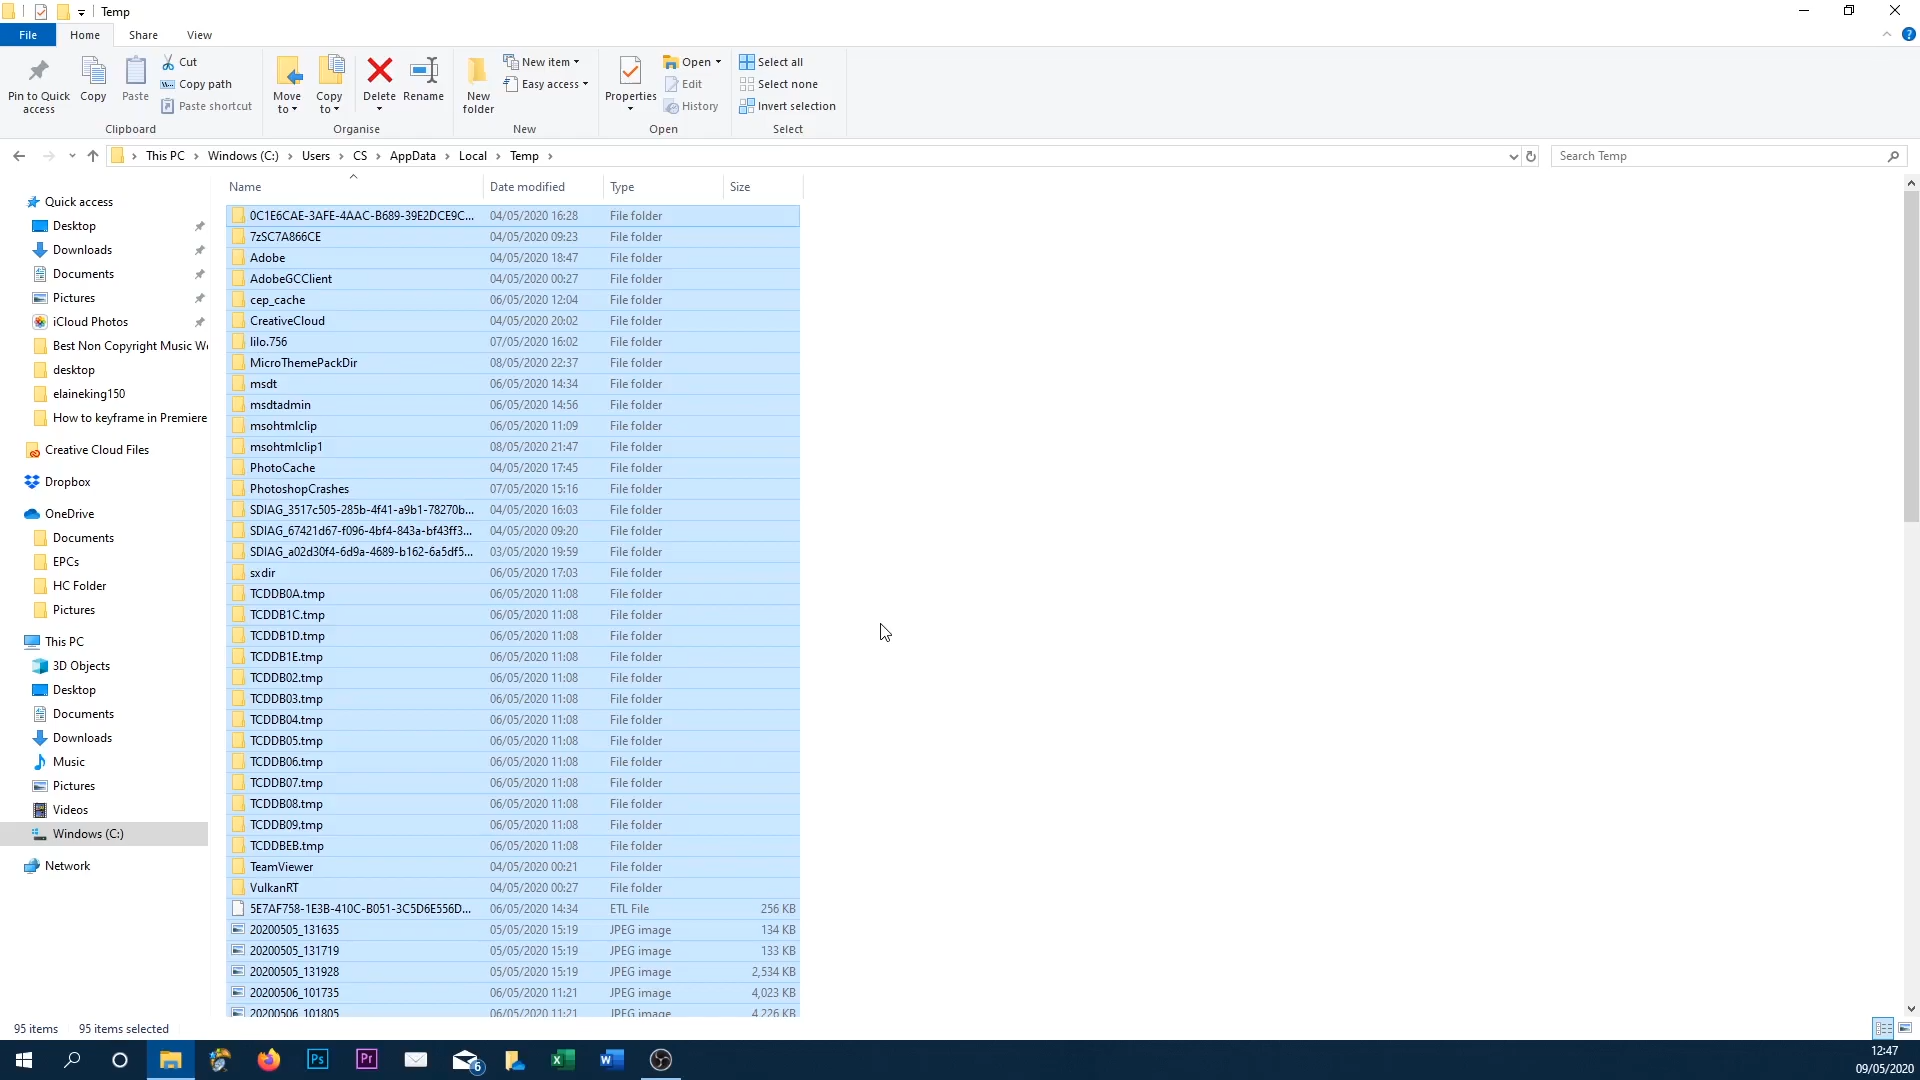 Temp
File Home Share View
Pin to Quick access
Copy
Paste
Cut
Copy path
Paste shortcut
Clipboard
Move to
Copy to
Delete
Rename
Organise
New folder
New item
Easy access
New
Properties
Open
Edit
History
Open
Select all
Select none
Invert selection
Select
This PC Windows (C:) Users CS AppData Local Temp
Search Temp
Quick access
Desktop
Downloads
Documents
Pictures
iCloud Photos
Best Non Copyright Music W
desktop
elaineking150
How to keyframe in Premiere
Creative Cloud Files
Dropbox
OneDrive
Documents
EPCs
HC Folder
Pictures
This PC
3D Objects
Desktop
Documents
Downloads
Music
Pictures
Videos
Windows (C:)
Network
Name Date modified Type Size
0C1E6CAE-3AFE-4AAC-B689-39E2DCE9C... 04/05/2020 16:28 File folder
7zSC7A866CE 04/05/2020 09:23 File folder
Adobe 04/05/2020 18:47 File folder
AdobeGCClient 04/05/2020 00:27 File folder
cep_cache 06/05/2020 12:04 File folder
CreativeCloud 04/05/2020 20:02 File folder
lilo.756 07/05/2020 16:02 File folder
MicroThemePackDir 08/05/2020 22:37 File folder
msdt 06/05/2020 14:34 File folder
msdtadmin 06/05/2020 14:56 File folder
msohtmlclip 06/05/2020 11:09 File folder
msohtmlclip1 08/05/2020 21:47 File folder
PhotoCache 04/05/2020 17:45 File folder
PhotoshopCrashes 07/05/2020 15:16 File folder
SDIAG_3517c505-285b-4f41-a9b1-78270b... 04/05/2020 16:03 File folder
SDIAG_67421d67-f096-4bf4-843a-bf43ff3... 04/05/2020 09:20 File folder
SDIAG_a02d30f4-6d9a-4689-b162-6a5df5... 03/05/2020 19:59 File folder
sxdir 06/05/2020 17:03 File folder
TCDDB0A.tmp 06/05/2020 11:08 File folder
TCDDB1C.tmp 06/05/2020 11:08 File folder
TCDDB1D.tmp 06/05/2020 11:08 File folder
TCDDB1E.tmp 06/05/2020 11:08 File folder
TCDDB02.tmp 06/05/2020 11:08 File folder
TCDDB03.tmp 06/05/2020 11:08 File folder
TCDDB04.tmp 06/05/2020 11:08 File folder
TCDDB05.tmp 06/05/2020 11:08 File folder
TCDDB06.tmp 06/05/2020 11:08 File folder
TCDDB07.tmp 06/05/2020 11:08 File folder
TCDDB08.tmp 06/05/2020 11:08 File folder
TCDDB09.tmp 06/05/2020 11:08 File folder
TCDDBEB.tmp 06/05/2020 11:08 File folder
TeamViewer 04/05/2020 00:21 File folder
VulkanRT 04/05/2020 00:27 File folder
5E7AF758-1E3B-410C-B051-3C5D6E556D... 06/05/2020 14:34 ETL File 256 KB
20200505_131635 05/05/2020 15:19 JPEG image 134 KB
20200505_131719 05/05/2020 15:19 JPEG image 133 KB
20200505_131928 05/05/2020 15:19 JPEG image 2,534 KB
20200506_101735 06/05/2020 11:21 JPEG image 4,023 KB
20200506_101805 06/05/2020 11:21 JPEG image 4,226 KB
95 items 95 items selected
Ps Pr 6 X W
12:47
09/05/2020